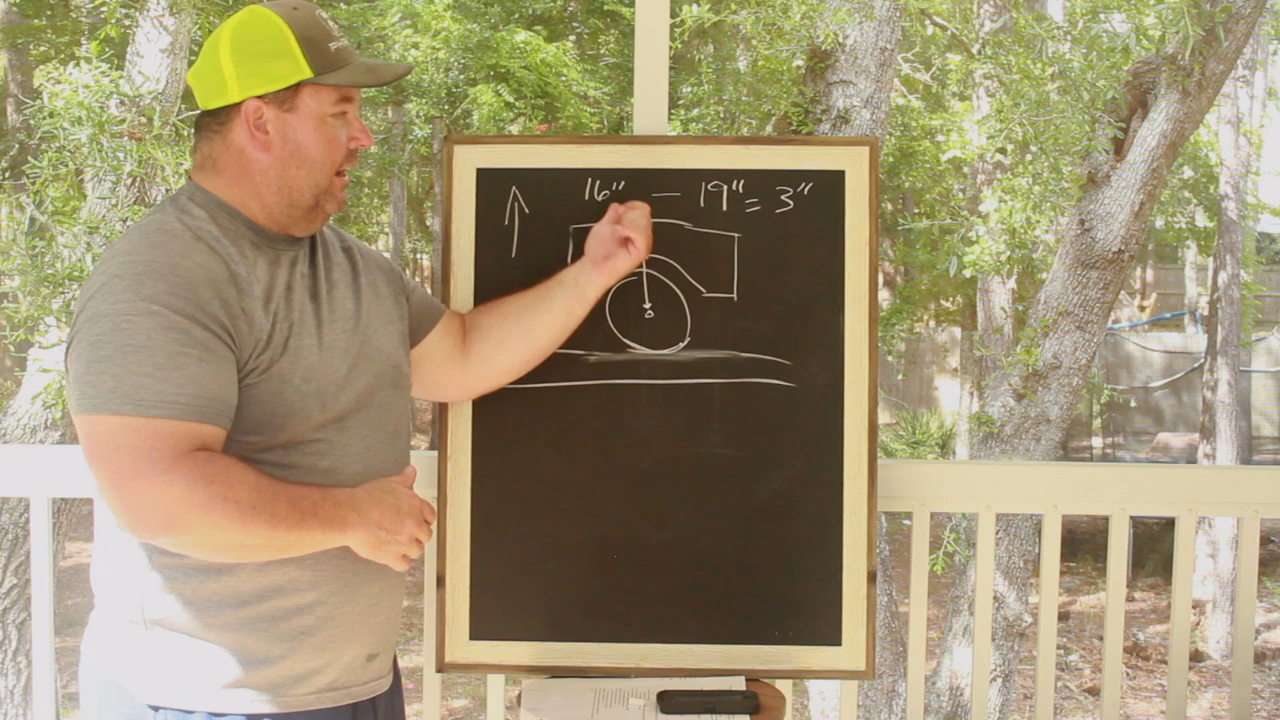 16" - 19" = 3"